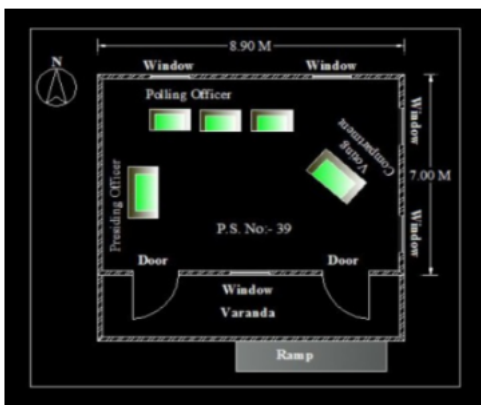 8.90 M
N
Window
Window
Polling Officer
Voting
Compartment
Window
7.00 M
Presiding Officer
P.S. No:- 39
Window
Door
Door
Window
Varanda
Ramp